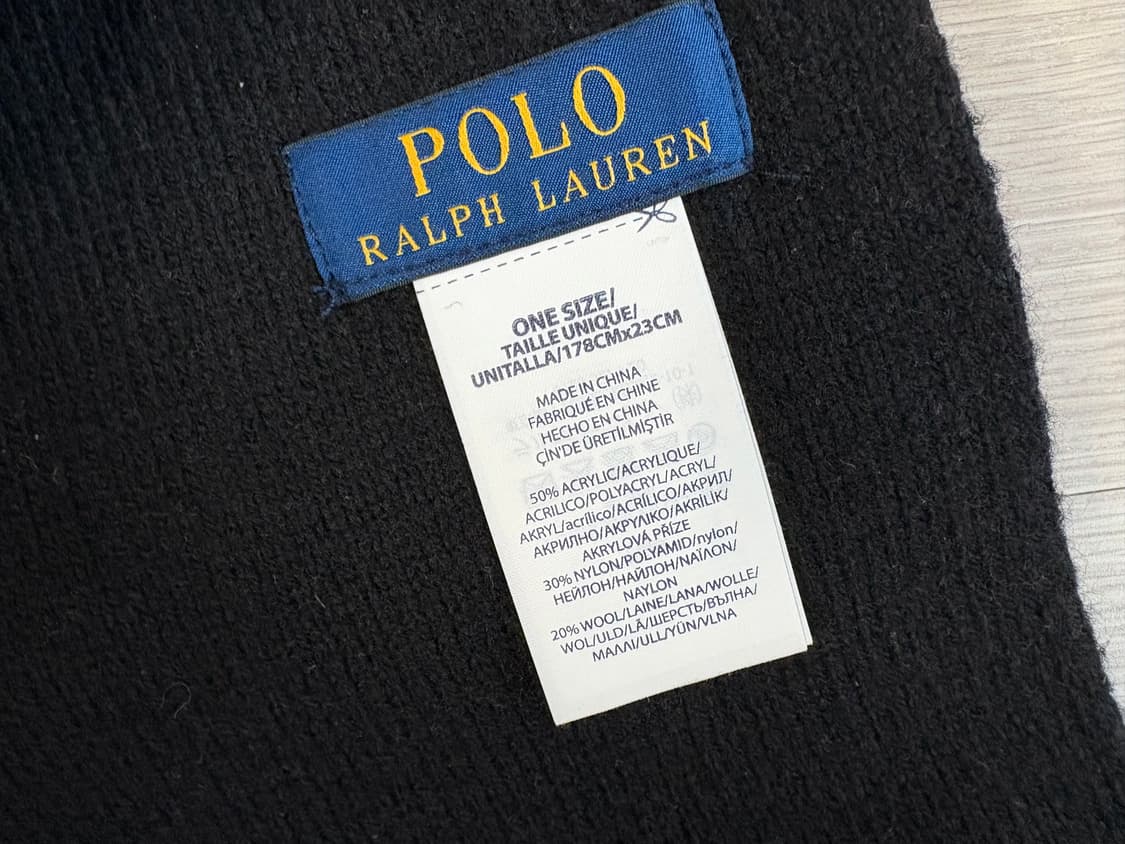 POLO
RALPH LAUREN
ONE SIZE/
TAILLE UNIQUE/
UNITALLA/178CMx23CM
MADE IN CHINA
FABRIQUÉ EN CHINE
HECHO EN CHINA
ÇİN'DE ÜRETİLMİŞTİR
50% ACRYLIC/ACRYLIQUE/
ACRILICO/POLYACRYL/ACRYL/
AKRYL/acrílico/ACRÍLICO/АКРИЛ/
АКРИЛНО/ΑΚΡΥΛΙΚΟ/AKRİLİK/
AKRYLOVÁ PŘÍZE
30% NYLON/POLYAMID/nylon/
НЕЙЛОН/НАЙЛОН/ΝΑΪΛΟΝ/
NAYLON
20% WOOL/LAINE/LANA/WOLLE/
WOL/ULD/LÃ/ШЕРСТЬ/ВЪЛНА/
ΜΑΛΛΙ/ULL/YÜN/VLNA